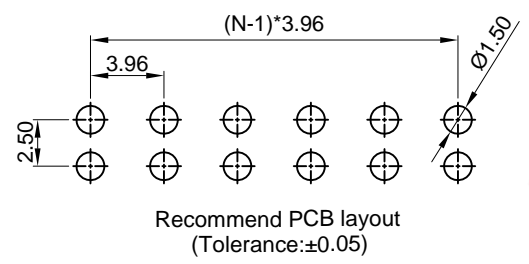 (N-1)*3.96
3.96
Ø1.50
2.50
Recommend PCB layout
(Tolerance:±0.05)